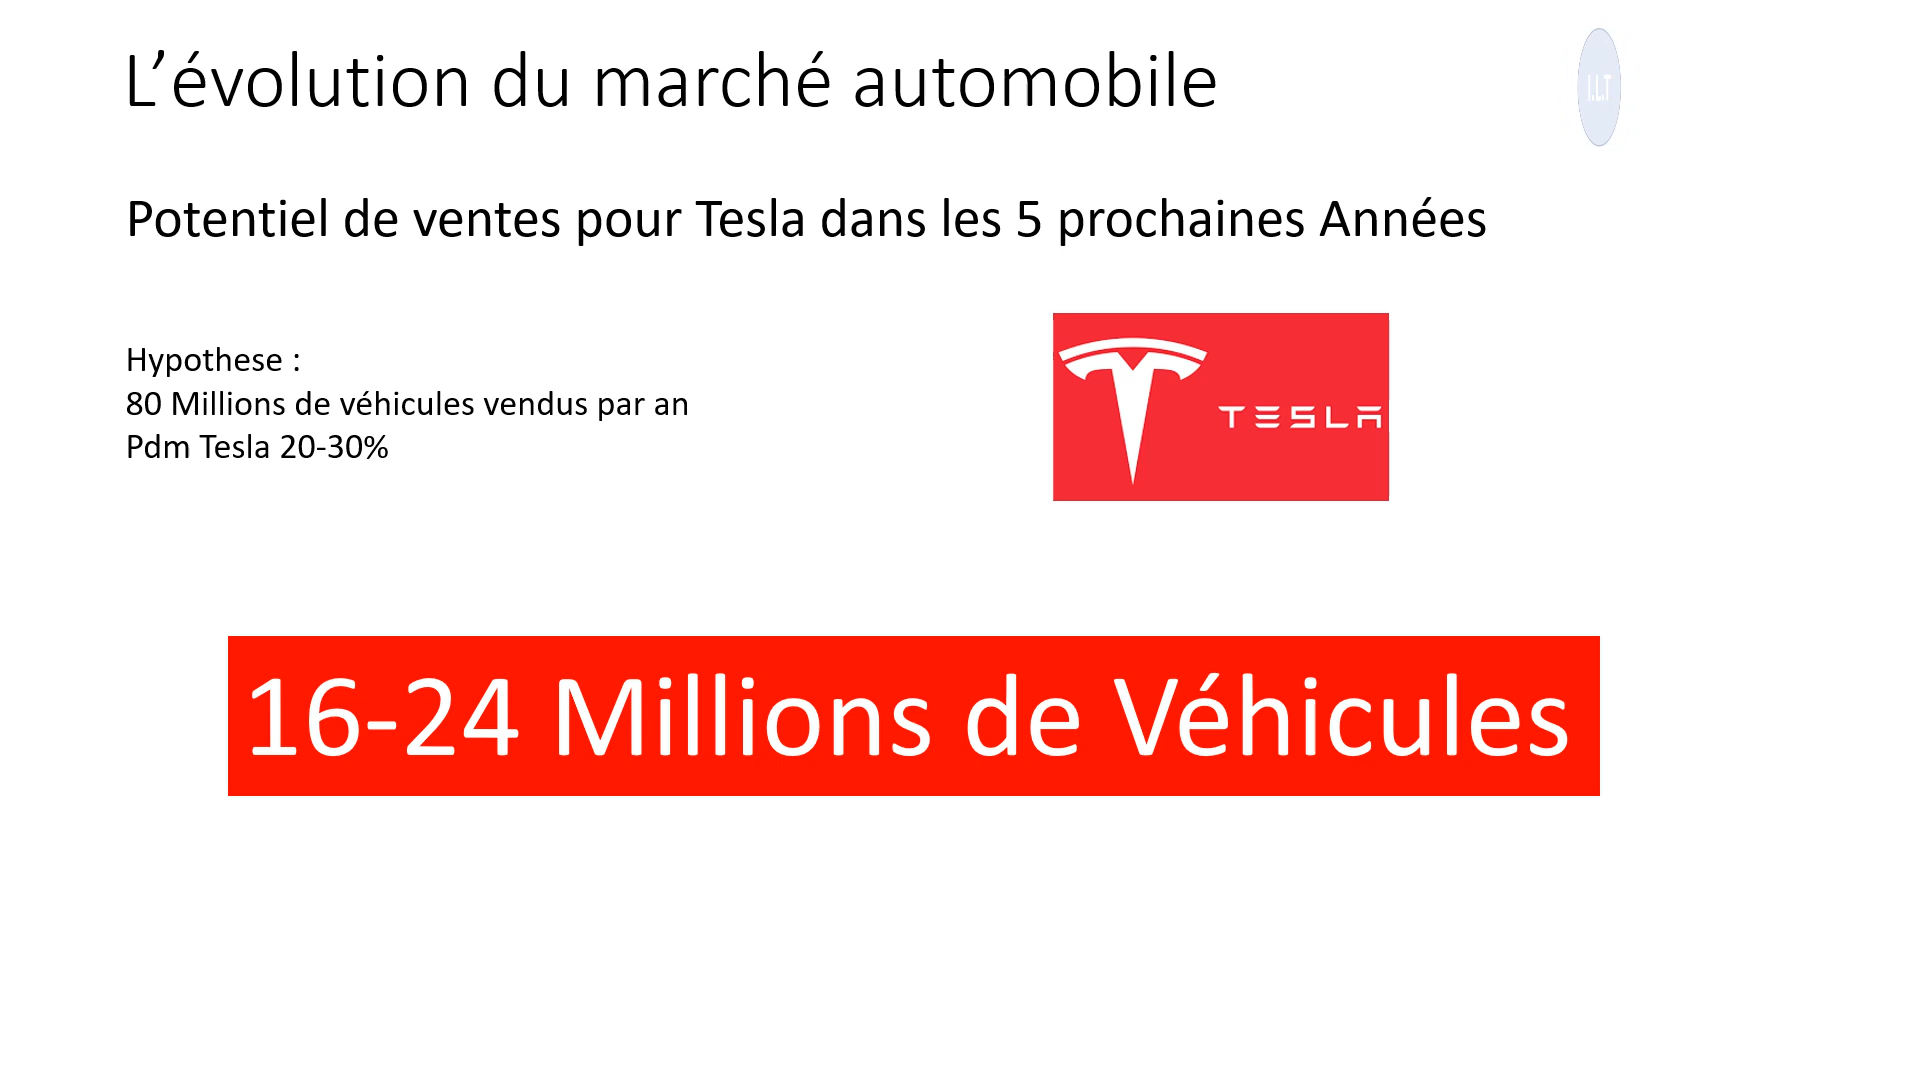 L’évolution du marché automobile
I.L.T
Potentiel de ventes pour Tesla dans les 5 prochaines Années
Hypothese :
80 Millions de véhicules vendus par an
Pdm Tesla 20-30%
TESLA
16-24 Millions de Véhicules